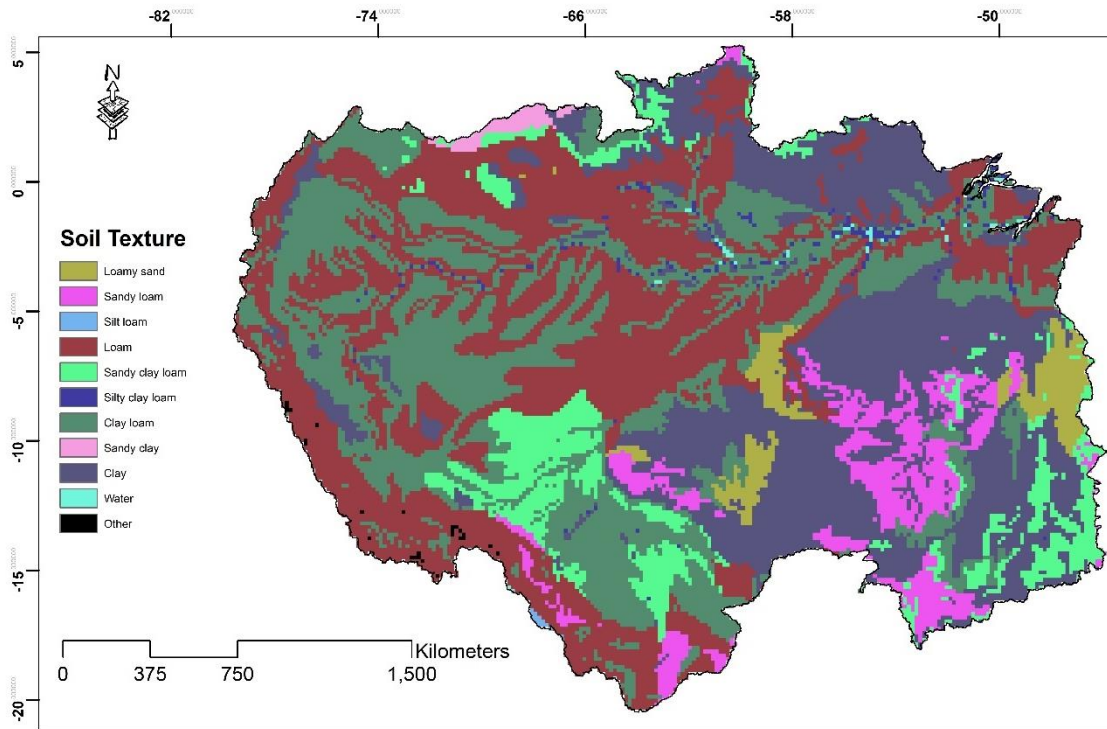 -82 -74 -66 -58 -50
N
5
0
-5
-10
-15
-20
Soil Texture
Loamy sand
Sandy loam
Silt loam
Loam
Sandy clay loam
Silty clay loam
Clay loam
Sandy clay
Clay
Water
Other
Kilometers
0 375 750 1,500